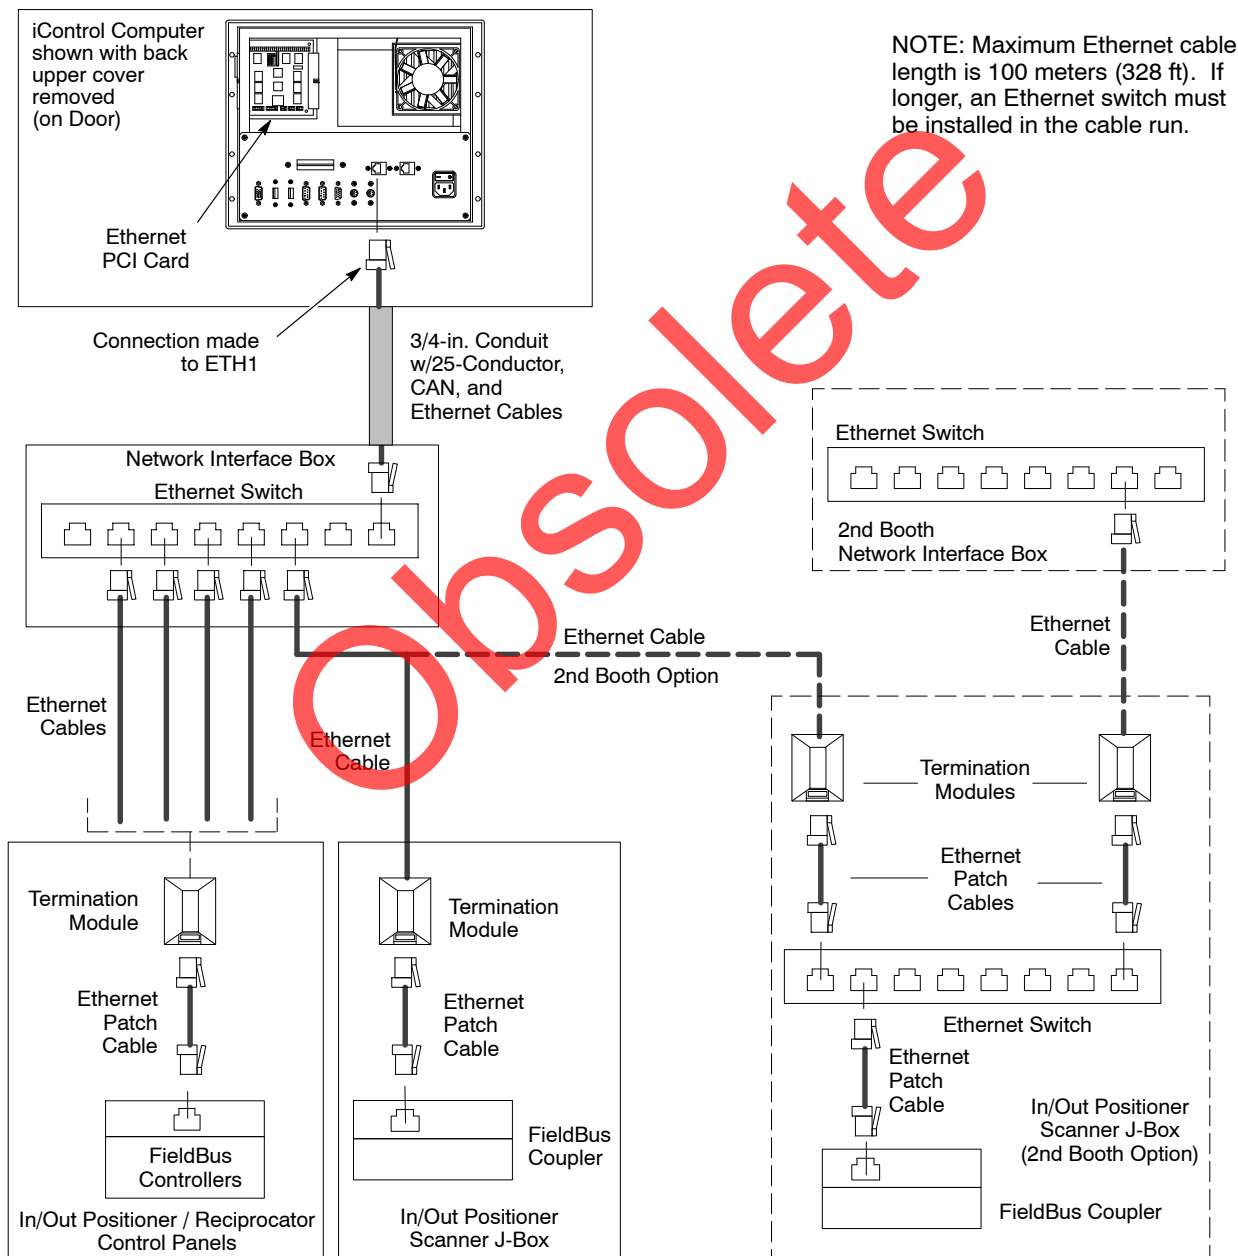 iControl Computer
shown with back
upper cover
removed
(on Door)
NOTE: Maximum Ethernet cable
length is 100 meters (328 ft). If
longer, an Ethernet switch must
be installed in the cable run.
Ethernet
PCI Card
Connection made
to ETH1
3/4-in. Conduit
w/25-Conductor,
CAN, and
Ethernet Cables
Network Interface Box
Ethernet Switch
Ethernet Switch
2nd Booth
Network Interface Box
Obsolete
Ethernet
Cables
Ethernet
Cable
Ethernet Cable
2nd Booth Option
Ethernet
Cable
Termination
Modules
Ethernet
Patch
Cables
Termination
Module
Termination
Module
Ethernet
Patch
Cable
Ethernet
Patch
Cable
Ethernet Switch
Ethernet
Patch
Cable
In/Out Positioner
Scanner J-Box
(2nd Booth Option)
FieldBus
Controllers
FieldBus
Coupler
FieldBus Coupler
In/Out Positioner / Reciprocator
Control Panels
In/Out Positioner
Scanner J-Box